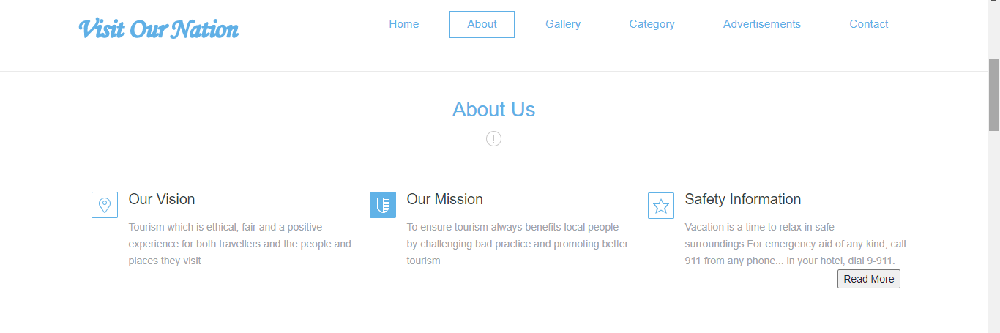 Visit Our Nation
Home About Gallery Category Advertisements Contact
About Us
Our Vision
Tourism which is ethical, fair and a positive
experience for both travellers and the people and
places they visit
Our Mission
To ensure tourism always benefits local people
by challenging bad practice and promoting better
tourism
Safety Information
Vacation is a time to relax in safe
surroundings.For emergency aid of any kind, call
911 from any phone... in your hotel, dial 9-911.
Read More